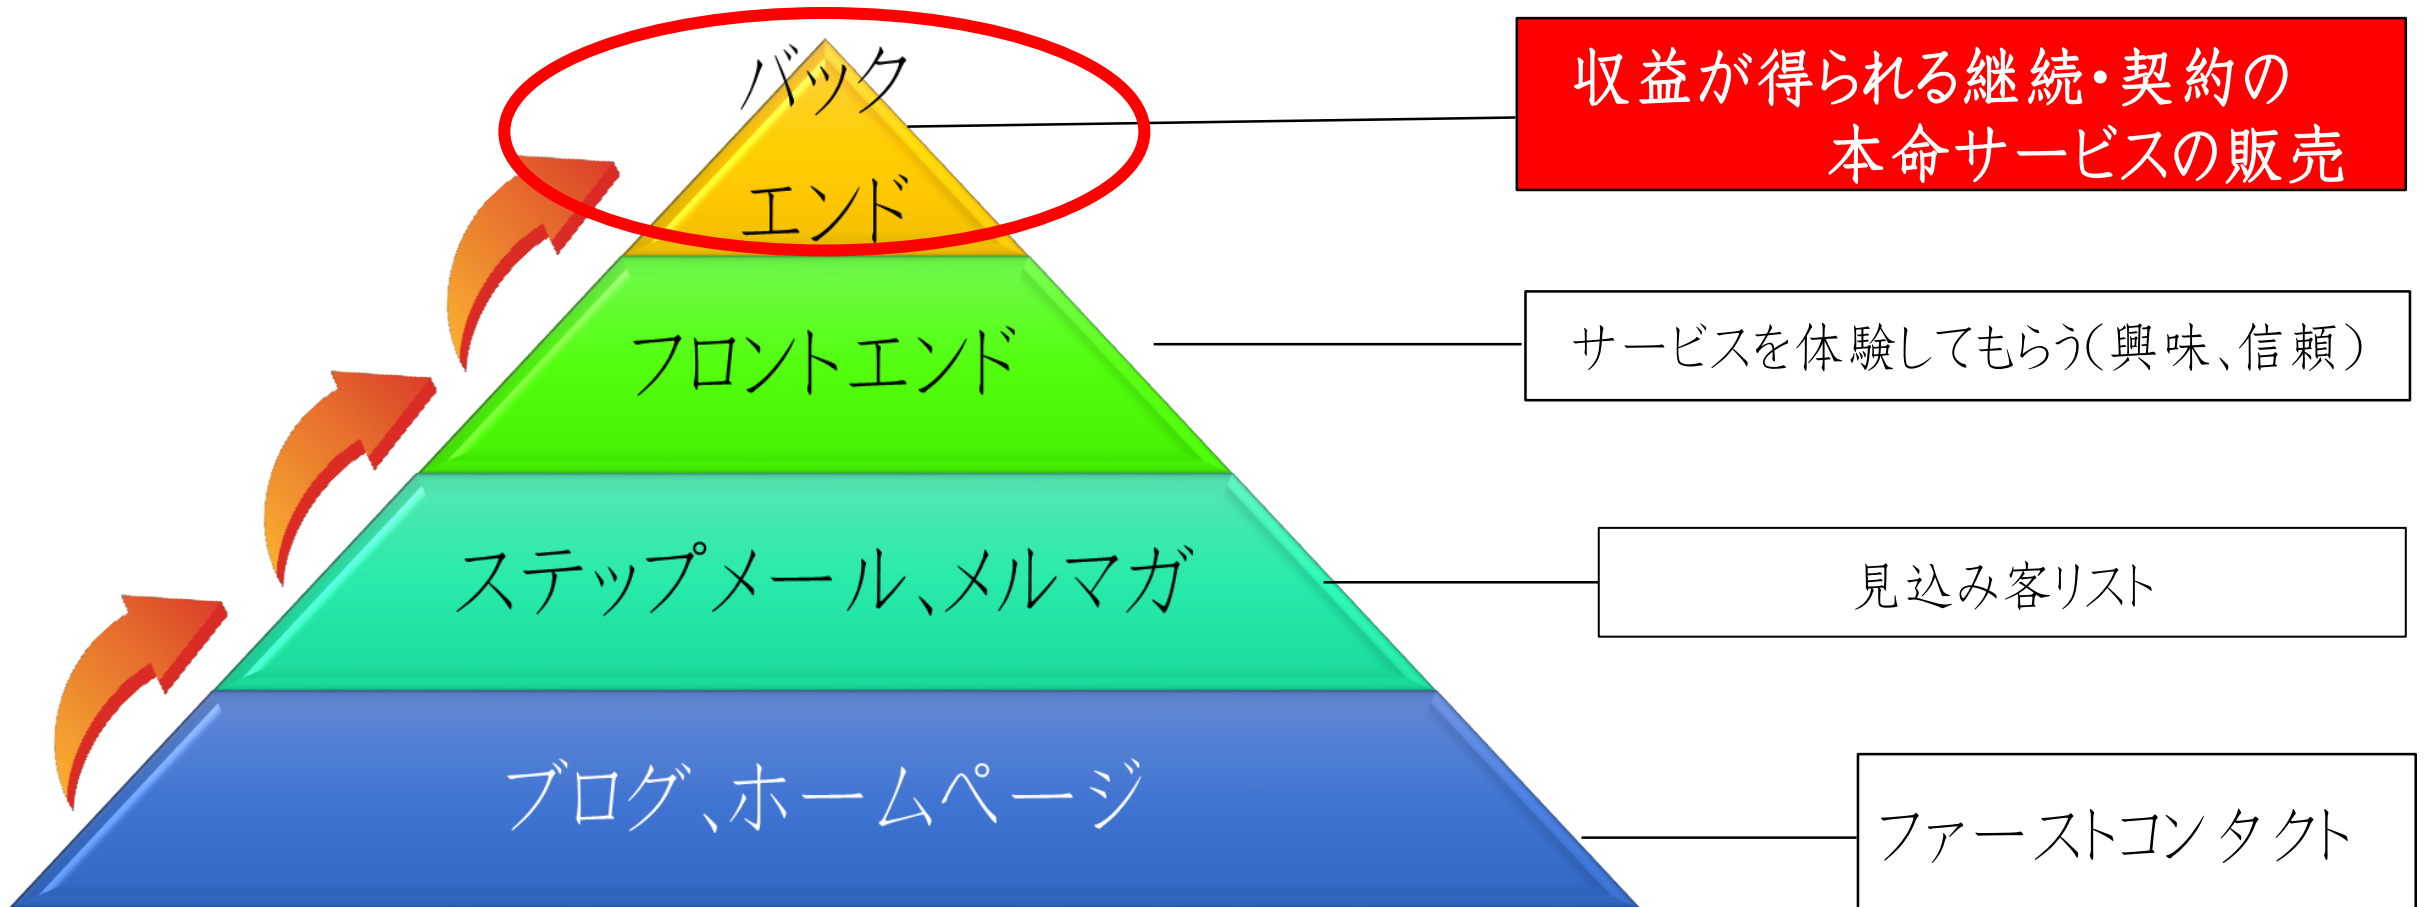 バック
エンド
収益が得られる継続・契約の
本命サービスの販売
フロントエンド
サービスを体験してもらう(興味、信頼)
ステップメール、メルマガ
見込み客リスト
ブログ、ホームページ
ファーストコンタクト